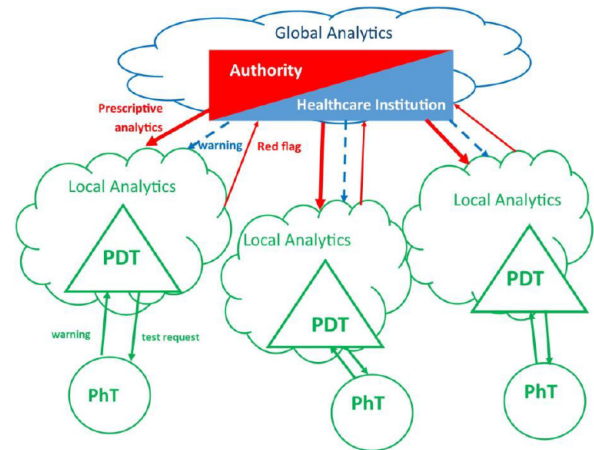 Global Analytics
Authority
Healthcare Institution
Prescriptive
analytics
warning
Red flag
Local Analytics
PDT
warning
test request
PhT
Local Analytics
PDT
PhT
Local Analytics
PDT
PhT